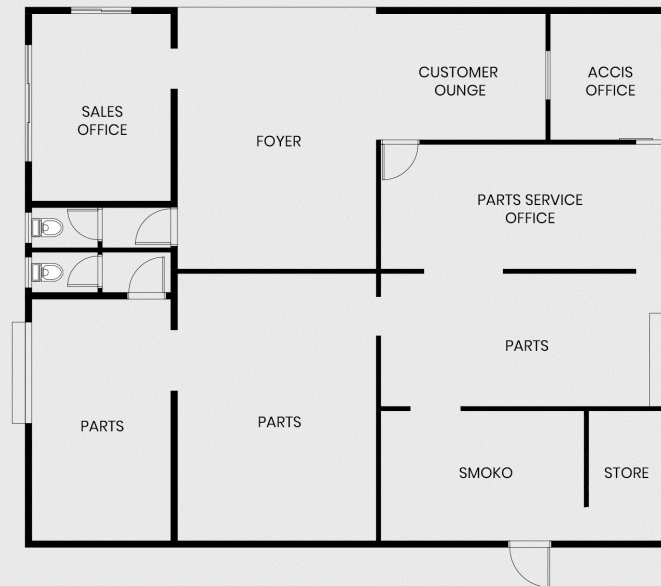 CUSTOMER
OUNGE
ACCIS
OFFICE
SALES
OFFICE
FOYER
PARTS SERVICE
OFFICE
PARTS
PARTS
PARTS
SMOKO
STORE